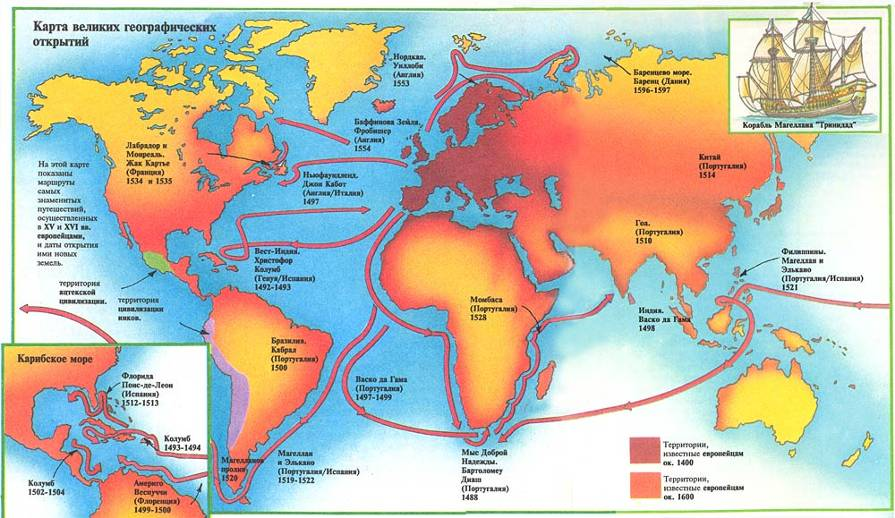 Карта великих географических
открытий
Нордкап.
Уиллоби
(Англия)
1553
Баренцево море.
Баренц (Дания)
1596-1597
Корабль Магеллана "Тринидад"
Баффинова Земля.
Фробишер
(Англия)
1554
Лабрадор и
Монреаль.
Жак Картье
(Франция)
1534 и 1535
Китай
(Португалия)
1514
На этой карте
показаны
маршруты
самых
знаменитых
путешествий,
осуществленных
в XV и XVI вв.
европейцами,
и даты открытия
ими новых
земель.
Ньюфаундленд.
Джон Кабот
(Англия/Италия)
1497
Гоа.
(Португалия)
1510
Вест-Индия.
Христофор
Колумб
(Генуя/Испания)
1492-1493
Филиппины.
Магеллан и
Элькано
(Португалия/Испания)
1521
территория
ацтекской
цивилизации.
территория
цивилизации
инков.
Момбаса
(Португалия)
1528
Индия.
Васко да Гама
1498
Бразилия.
Кабрал
(Португалия)
1500
Карибское море
Флорида
Понс-де-Леон
(Испания)
1512-1513
Васко да Гама
(Португалия)
1497-1499
Колумб
1493-1494
Магелланов
пролив
1520
Магеллан
и Элькано
(Португалия/Испания)
1519-1522
Мыс Доброй
Надежды.
Бартоломеу
Диаш
(Португалия)
1488
Территории,
известные европейцам
ок. 1400
Колумб
1502-1504
Америго
Веспуччи
(Флоренция)
1499-1500
Территории,
известные европейцам
ок. 1600